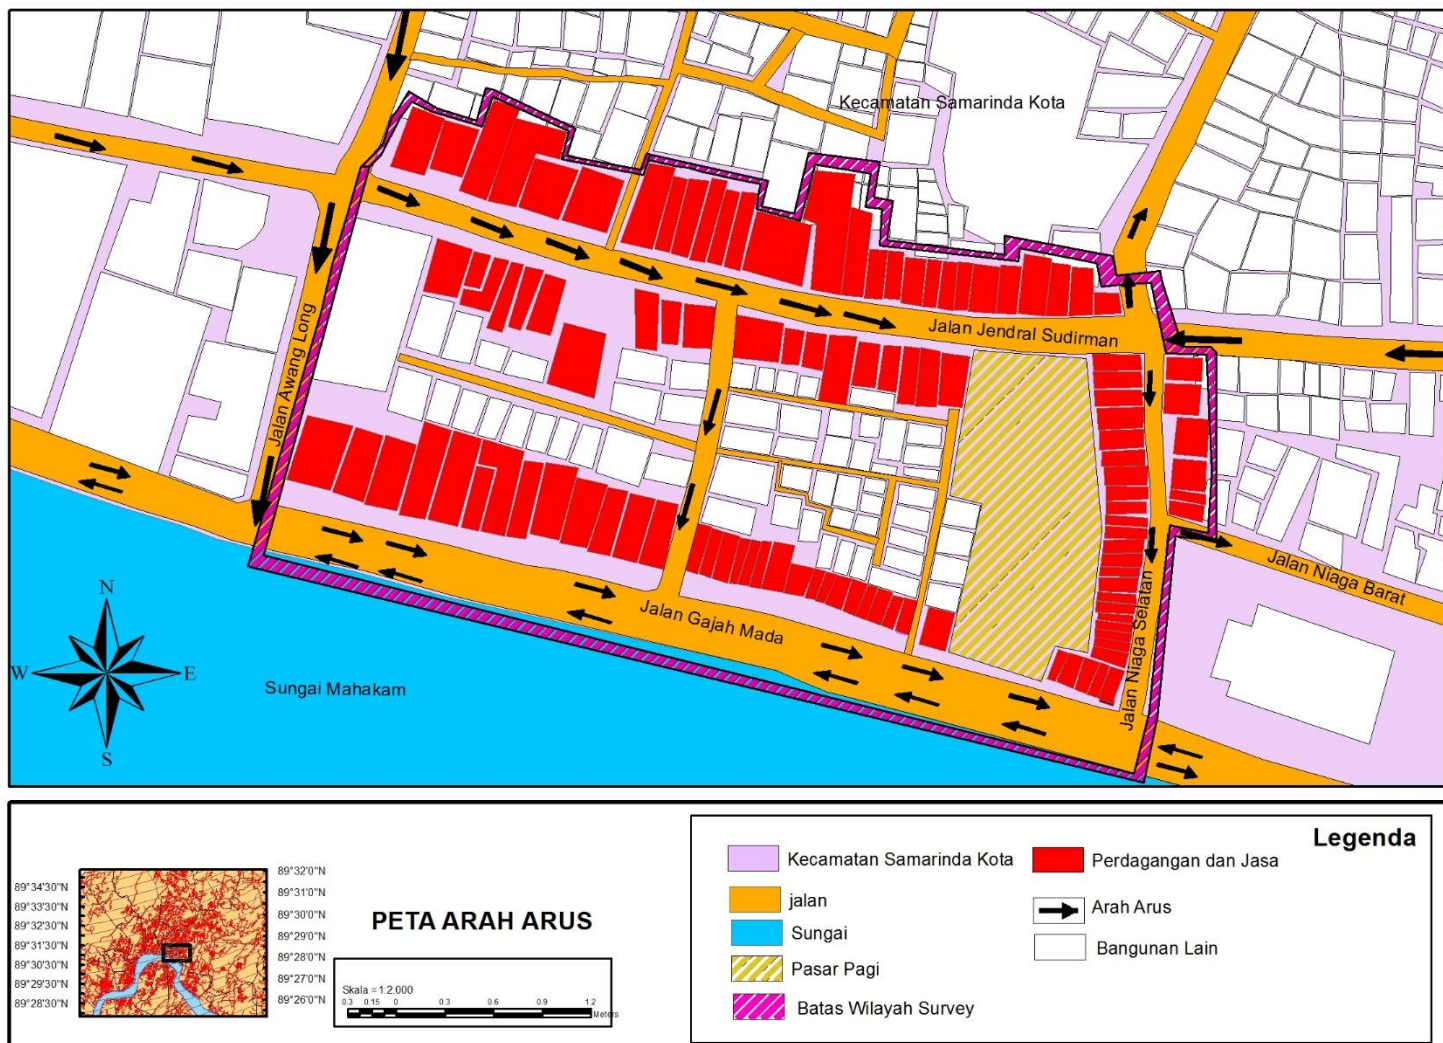 Kecamatan Samarinda Kota
Jalan Jendral Sudirman
Jalan Awang Long
Jalan Niaga Barat
Jalan Gajah Mada
Jalan Niaga Selatan
N
W
E
S
Sungai Mahakam
89°34'30"N
89°33'30"N
89°32'30"N
89°31'30"N
89°30'30"N
89°29'30"N
89°28'30"N
89°32'0"N
89°31'0"N
89°30'0"N
89°29'0"N
89°28'0"N
89°27'0"N
89°26'0"N
PETA ARAH ARUS
Skala = 1:2.000
0.3 0.15 0 0.3 0.6 0.9 1.2
Meters
Legenda
Kecamatan Samarinda Kota
jalan
Sungai
Pasar Pagi
Batas Wilayah Survey
Perdagangan dan Jasa
Arah Arus
Bangunan Lain